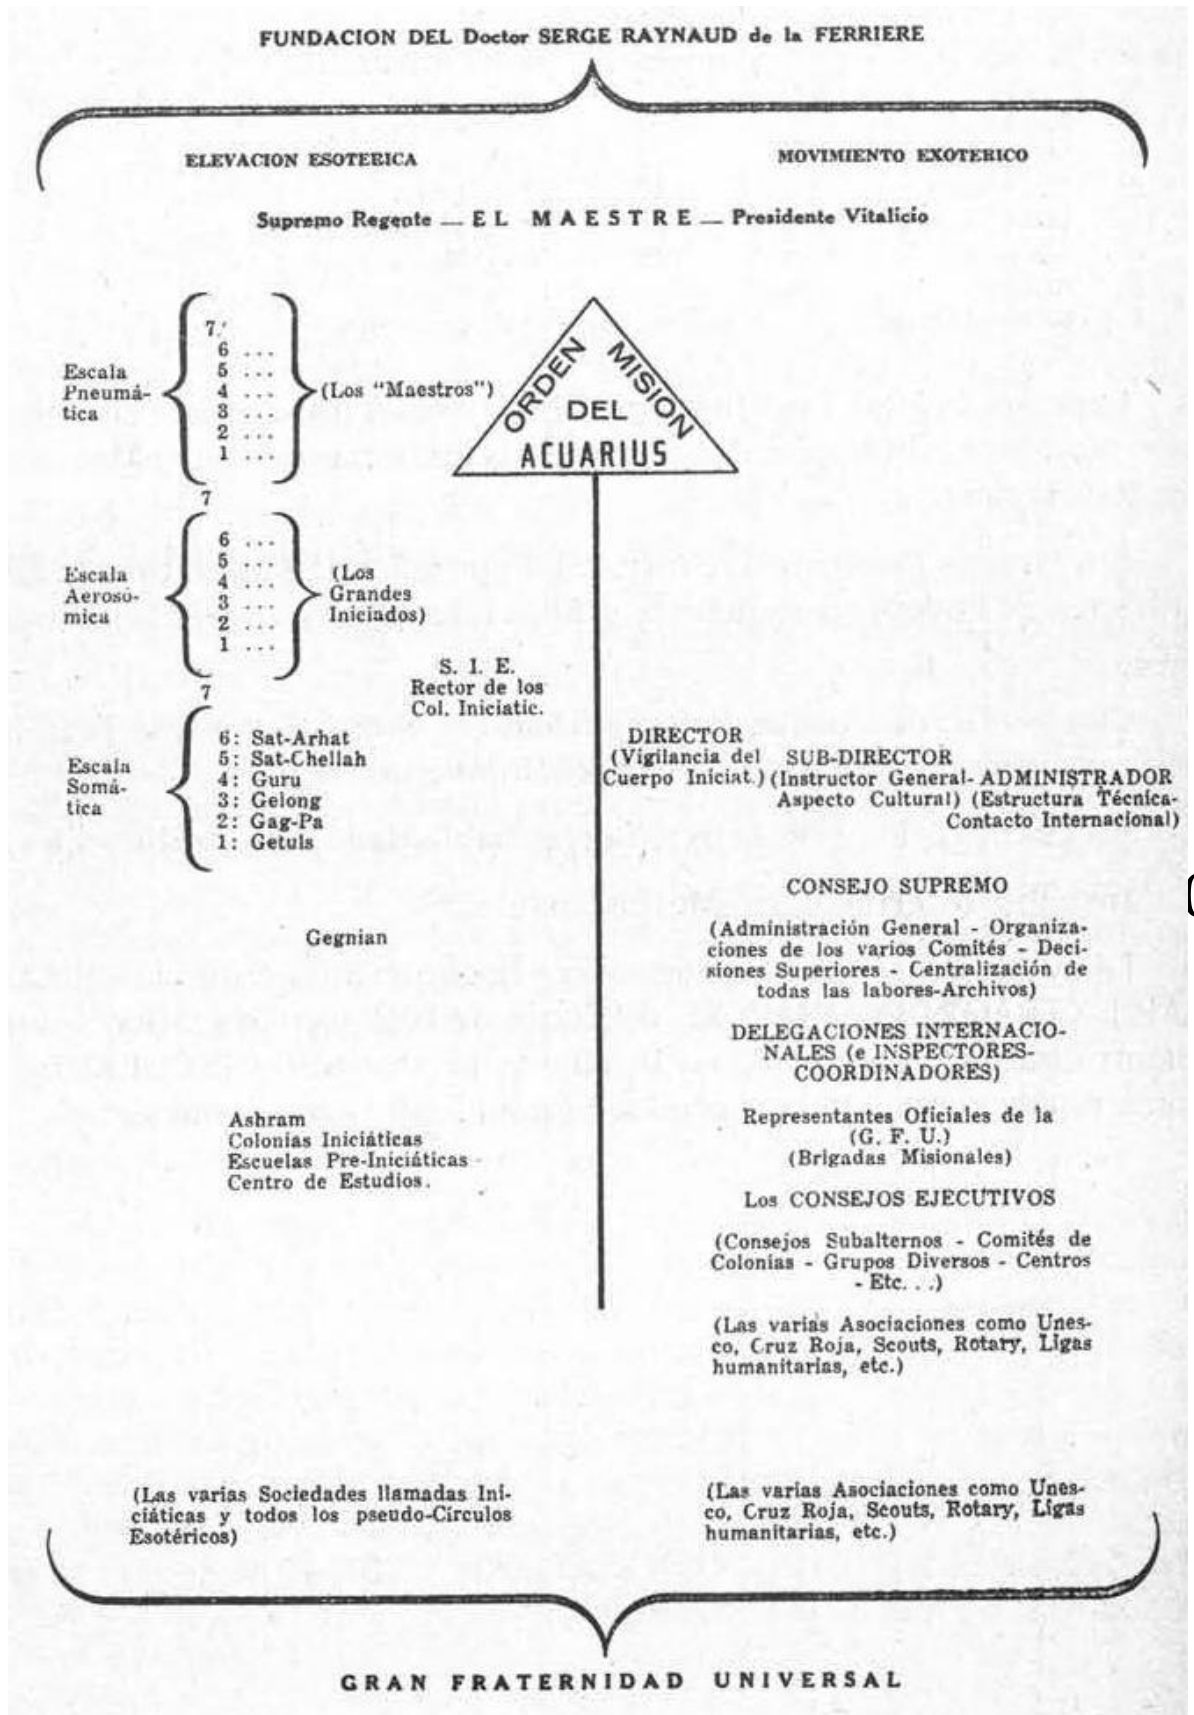 FUNDACION DEL Doctor SERGE RAYNAUD de la FERRIERE
ELEVACION ESOTERICA
MOVIMIENTO EXOTERICO
Supremo Regente — EL MAESTRE — Presidente Vitalicio
7.
6 ...
5 ...
4 ...
3 ...
2 ...
1 ...
Escala
Pneumá-
tica
(Los "Maestros")
ORDEN MISION
DEL
ACUARIUS
7
6 ...
5 ...
4 ...
3 ...
2 ...
1 ...
Escala
Aerosó-
mica
(Los
Grandes
Iniciados)
S. I. E.
Rector de los
Col. Iniciatic.
7
6: Sat-Arhat
5: Sat-Chellah
4: Guru
3: Gelong
2: Gag-Pa
1: Getuls
Escala
Somá-
tica
Gegnian
Ashram
Colonias Iniciáticas
Escuelas Pre-Iniciáticas
Centro de Estudios.
DIRECTOR
(Vigilancia del
Cuerpo Iniciat.)
SUB-DIRECTOR
(Instructor General-
Aspecto Cultural)
ADMINISTRADOR
(Estructura Técnica-
Contacto Internacional)
CONSEJO SUPREMO
(Administración General - Organiza-
ciones de los varios Comités - Deci-
siones Superiores - Centralización de
todas las labores-Archivos)
DELEGACIONES INTERNACIO-
NALES (e INSPECTORES-
COORDINADORES)
Representantes Oficiales de la
(G. F. U.)
(Brigadas Misionales)
Los CONSEJOS EJECUTIVOS
(Consejos Subalternos - Comités de
Colonias - Grupos Diversos - Centros
- Etc. . .)
(Las varias Asociaciones como Unes-
co, Cruz Roja, Scouts, Rotary, Ligas
humanitarias, etc.)
(Las varias Sociedades llamadas Ini-
ciáticas y todos los pseudo-Círculos
Esotéricos)
(Las varias Asociaciones como Unes-
co, Cruz Roja, Scouts, Rotary, Ligas
humanitarias, etc.)
GRAN FRATERNIDAD UNIVERSAL